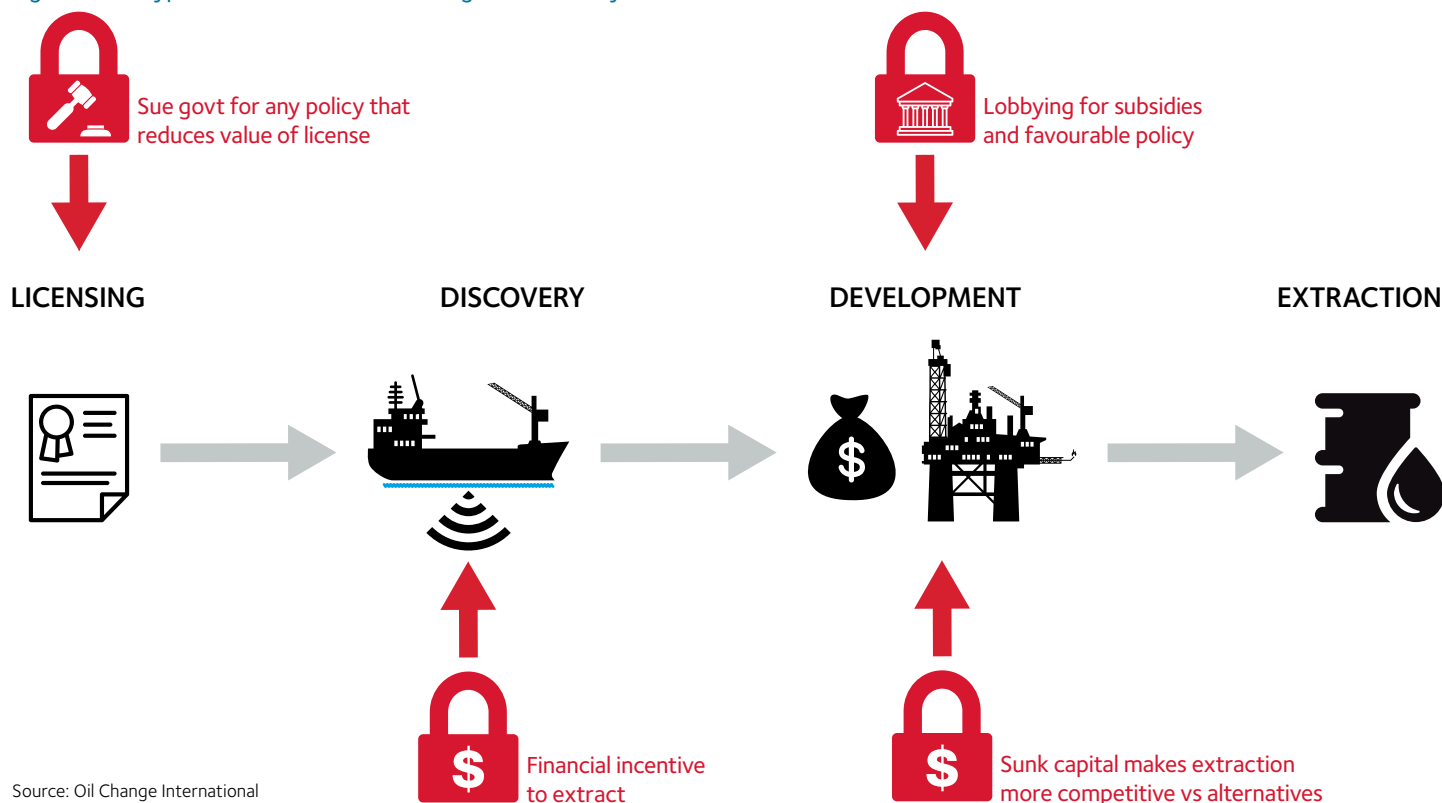 Sue govt for any policy that
reduces value of license
Lobbying for subsidies
and favourable policy
LICENSING
DISCOVERY
DEVELOPMENT
EXTRACTION
$
$
Financial incentive
to extract
$
Sunk capital makes extraction
more competitive vs alternatives
Source: Oil Change International